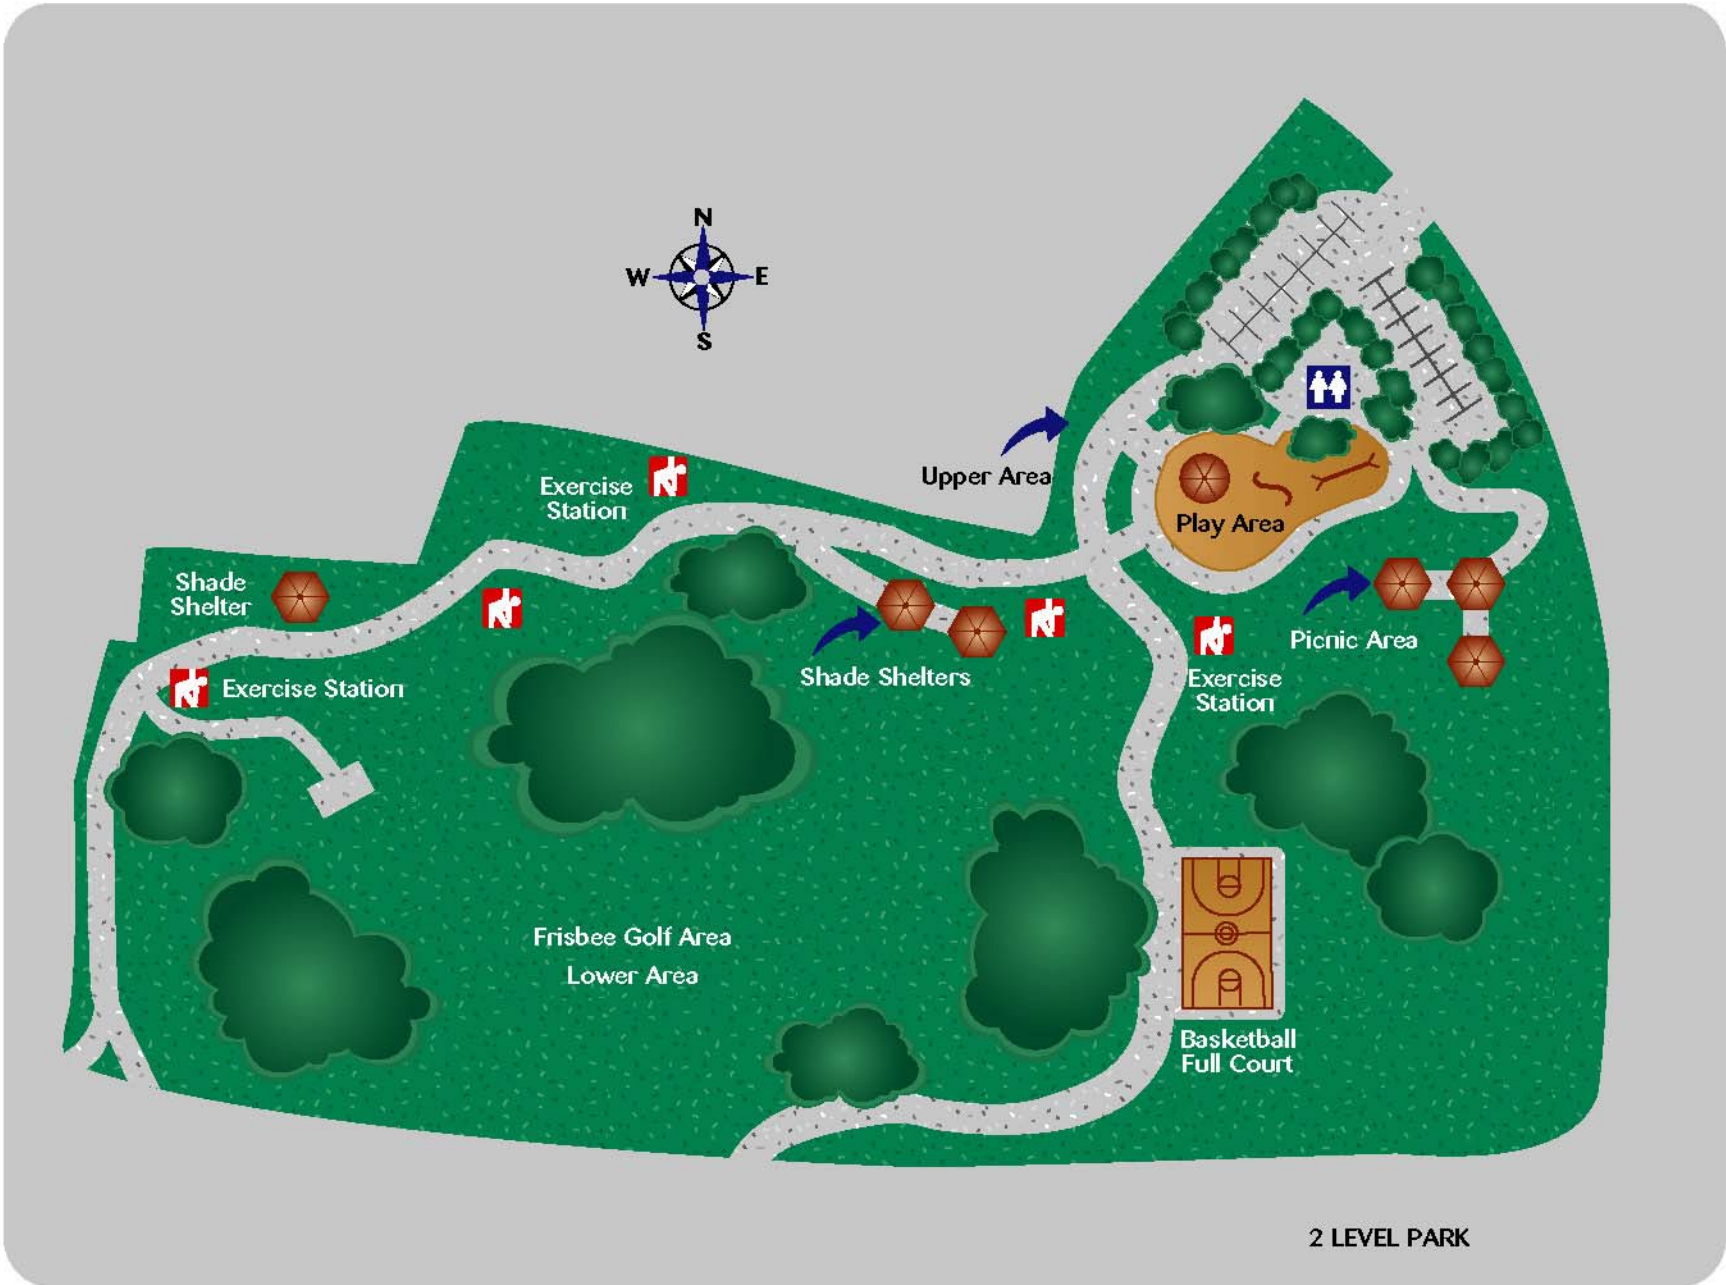 N
W
E
S
Upper Area
Exercise
Station
Play Area
Shade
Shelter
Picnic Area
Shade Shelters
Exercise Station
Exercise
Station
Frisbee Golf Area
Lower Area
Basketball
Full Court
2 LEVEL PARK